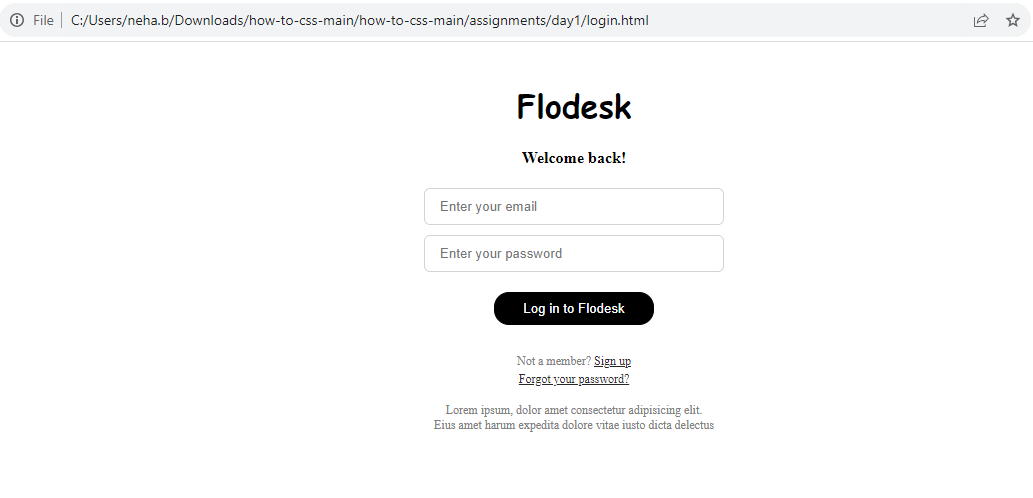 File C:/Users/neha.b/Downloads/how-to-css-main/how-to-css-main/assignments/day1/login.html
Flodesk
Welcome back!
Enter your email
Enter your password
Log in to Flodesk
Not a member? Sign up
Forgot your password?
Lorem ipsum, dolor amet consectetur adipisicing elit.
Eius amet harum expedita dolore vitae iusto dicta delectus